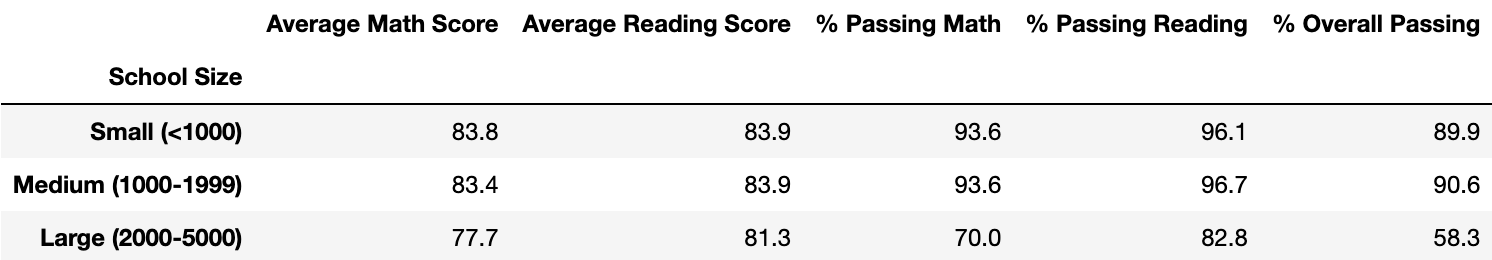 Average Math Score Average Reading Score % Passing Math % Passing Reading % Overall Passing
School Size
Small (<1000) 83.8 83.9 93.6 96.1 89.9
Medium (1000-1999) 83.4 83.9 93.6 96.7 90.6
Large (2000-5000) 77.7 81.3 70.0 82.8 58.3